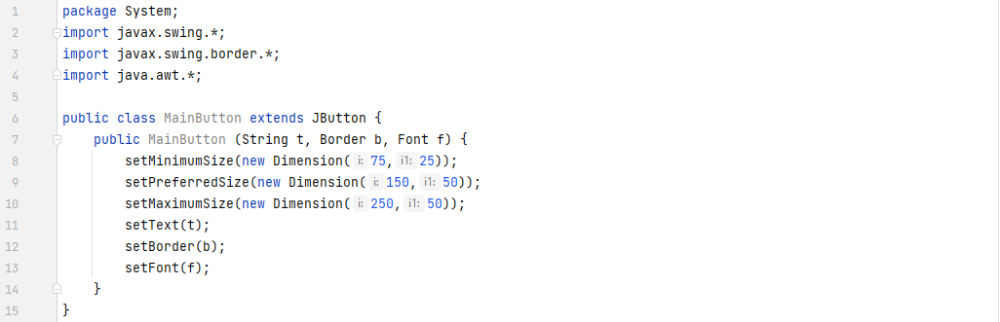 1 package System;
2 import javax.swing.*;
3 import javax.swing.border.*;
4 import java.awt.*;
5
6 public class MainButton extends JButton {
7     public MainButton (String t, Border b, Font f) {
8         setMinimumSize(new Dimension( i: 75, i1: 25));
9         setPreferredSize(new Dimension( i: 150, i1: 50));
10         setMaximumSize(new Dimension( i: 250, i1: 50));
11         setText(t);
12         setBorder(b);
13         setFont(f);
14     }
15 }